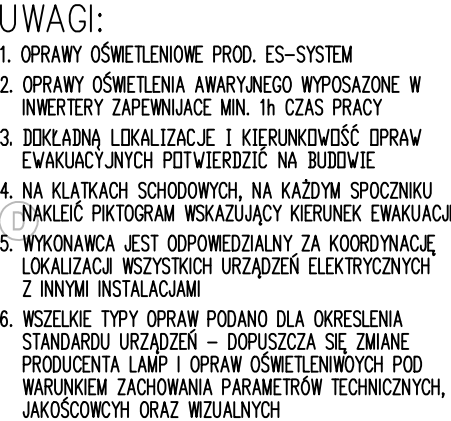 UWAGI:
1. OPRAWY OŚWIETLENIOWE PROD. ES-SYSTEM
2. OPRAWY OŚWIETLENIA AWARYJNEGO WYPOSAZONE W
INWERTERY ZAPEWNIJACE MIN. 1h CZAS PRACY
3. DOKŁADNĄ LOKALIZACJE I KIERUNKOWOŚĆ OPRAW
EWAKUACYJNYCH POTWIERDZIĆ NA BUDOWIE
4. NA KLATKACH SCHODOWYCH, NA KAŻDYM SPOCZNIKU
NAKLEIĆ PIKTOGRAM WSKAZUJĄCY KIERUNEK EWAKUACJI
D
5. WYKONAWCA JEST ODPOWIEDZIALNY ZA KOORDYNACJĘ
LOKALIZACJI WSZYSTKICH URZĄDZEŃ ELEKTRYCZNYCH
Z INNYMI INSTALACJAMI
6. WSZELKIE TYPY OPRAW PODANO DLA OKRESLENIA
STANDARDU URZĄDZEŃ – DOPUSZCZA SIĘ ZMIANE
PRODUCENTA LAMP I OPRAW OŚWIETLENIWOYCH POD
WARUNKIEM ZACHOWANIA PARAMETRÓW TECHNICZNYCH,
JAKOŚCOWCYH ORAZ WIZUALNYCH